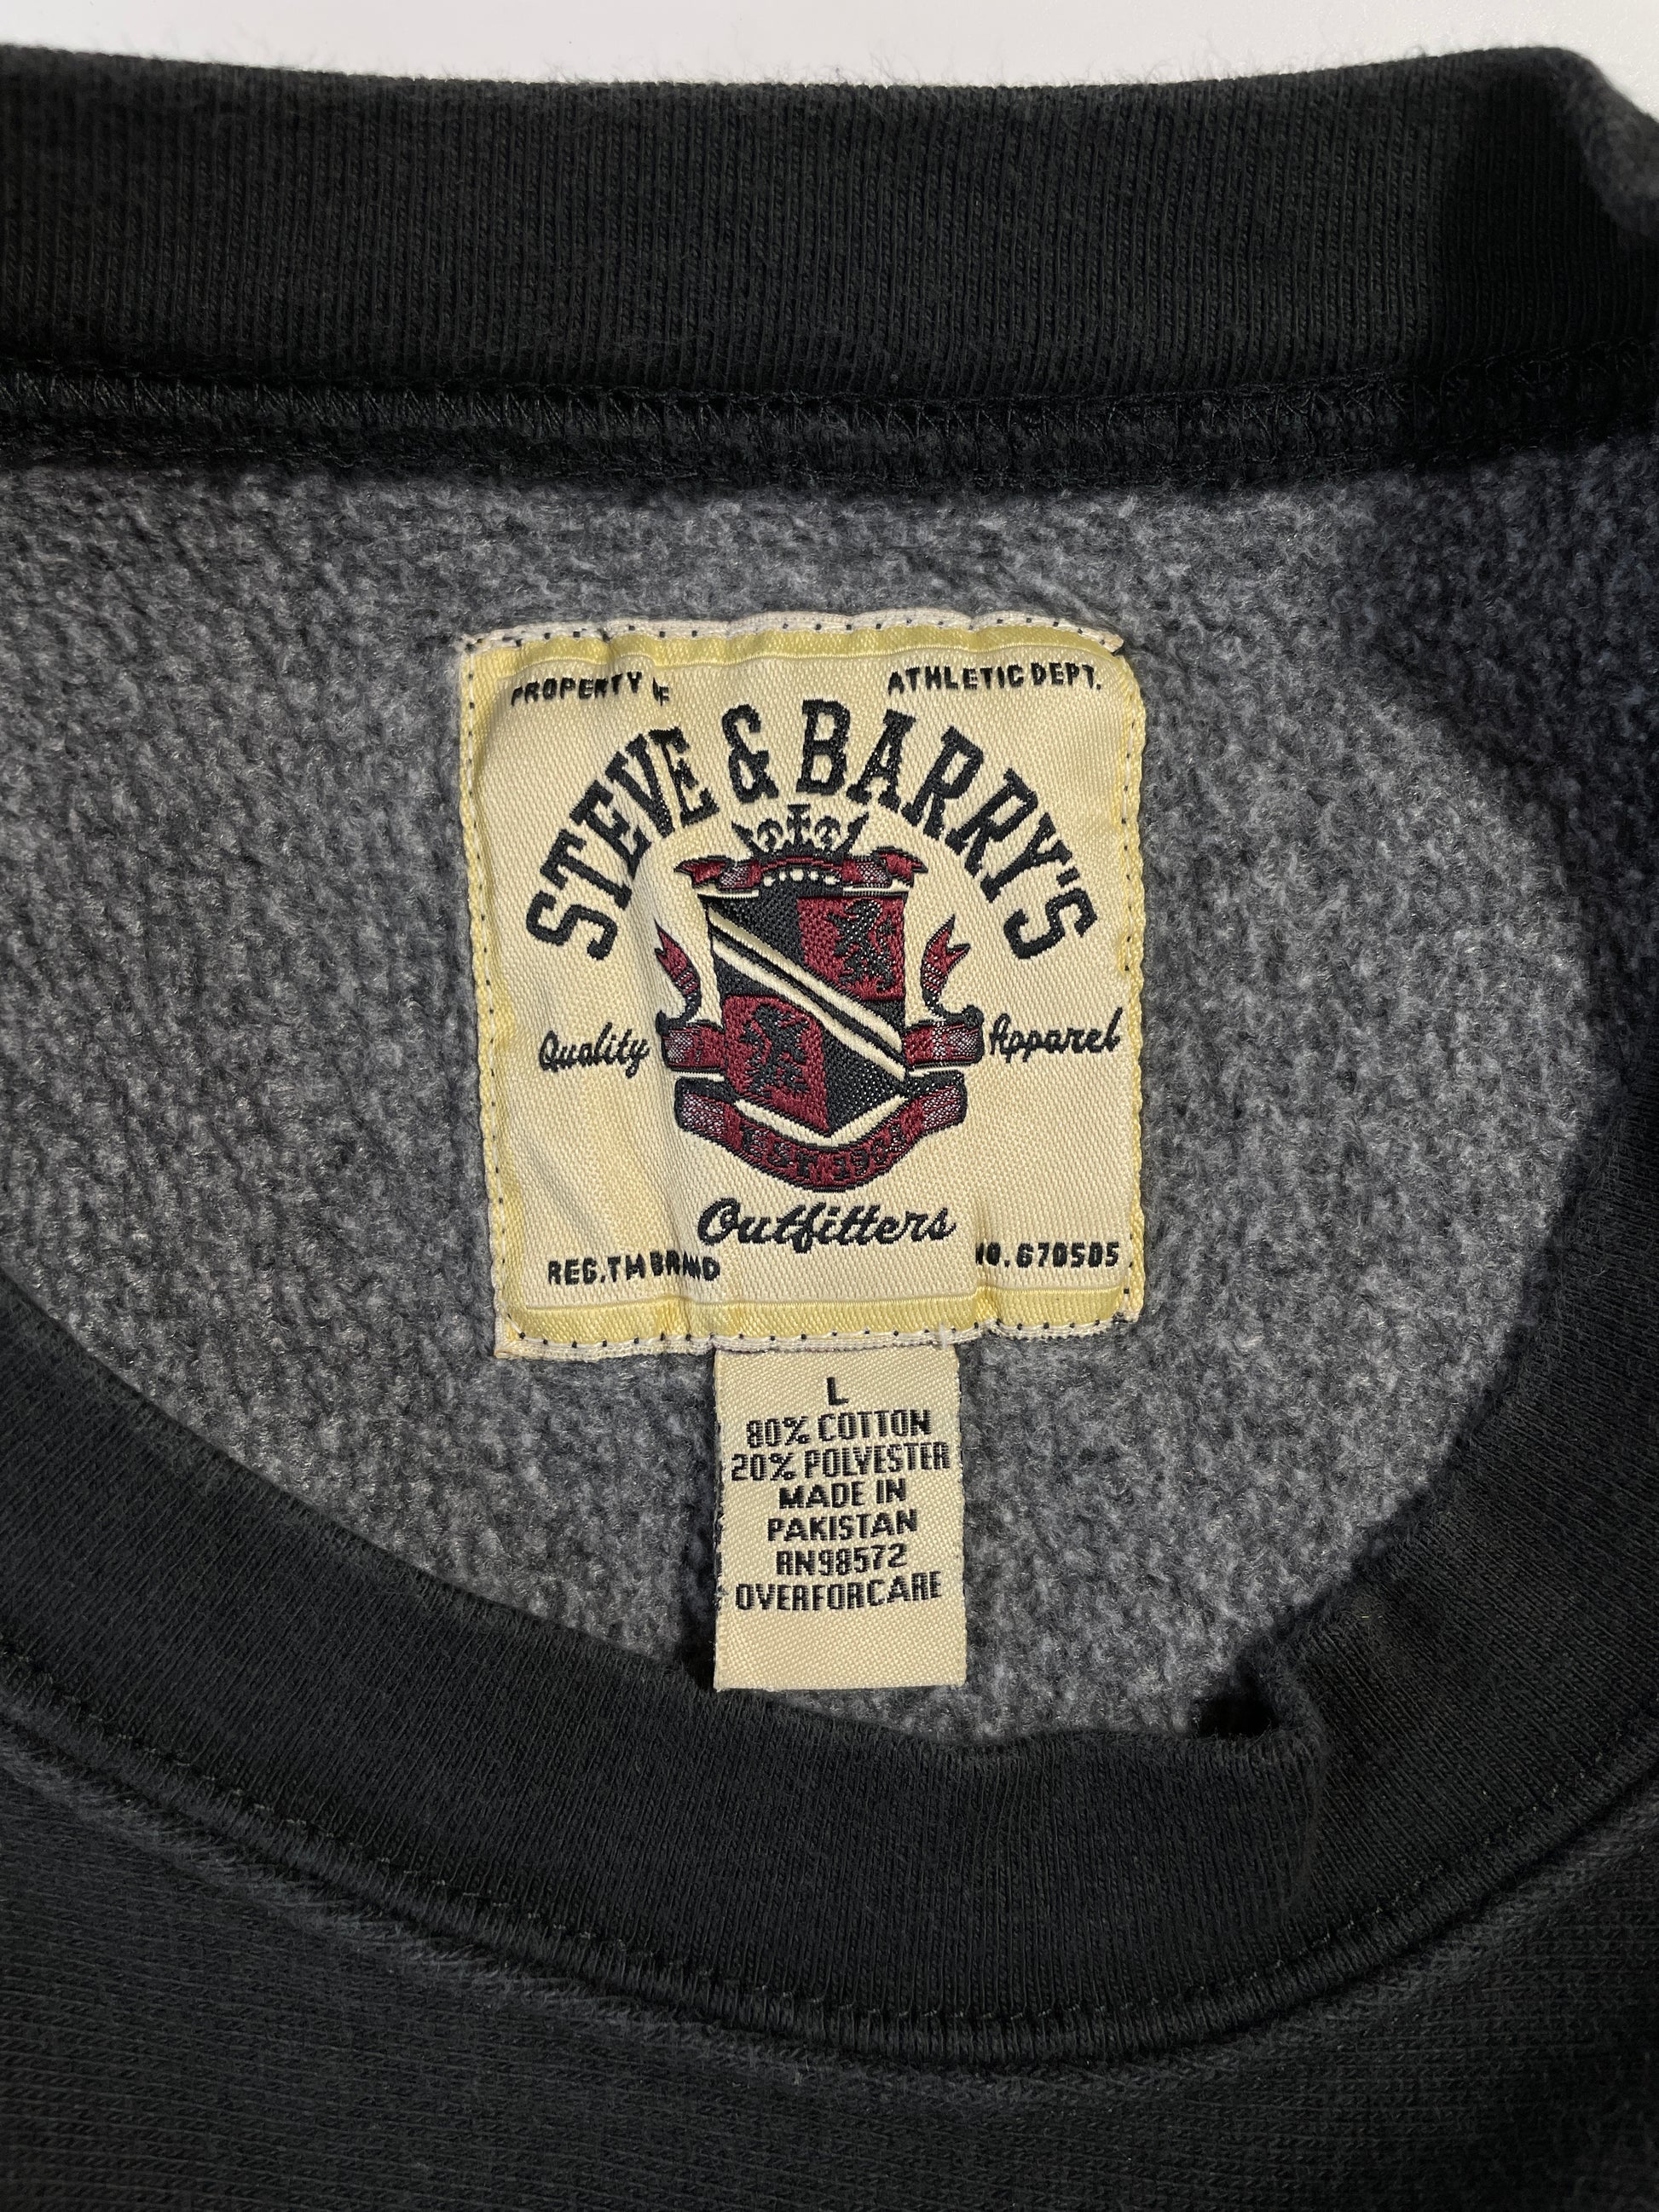 PROPERTY OF ATHLETIC DEPT.
STEVE & BARRY'S
Quality Apparel
EST.
Outfitters
REG.TM BRAND NO.670505
L
80% COTTON
20% POLYESTER
MADE IN
PAKISTAN
RN98572
OVERFORCARE